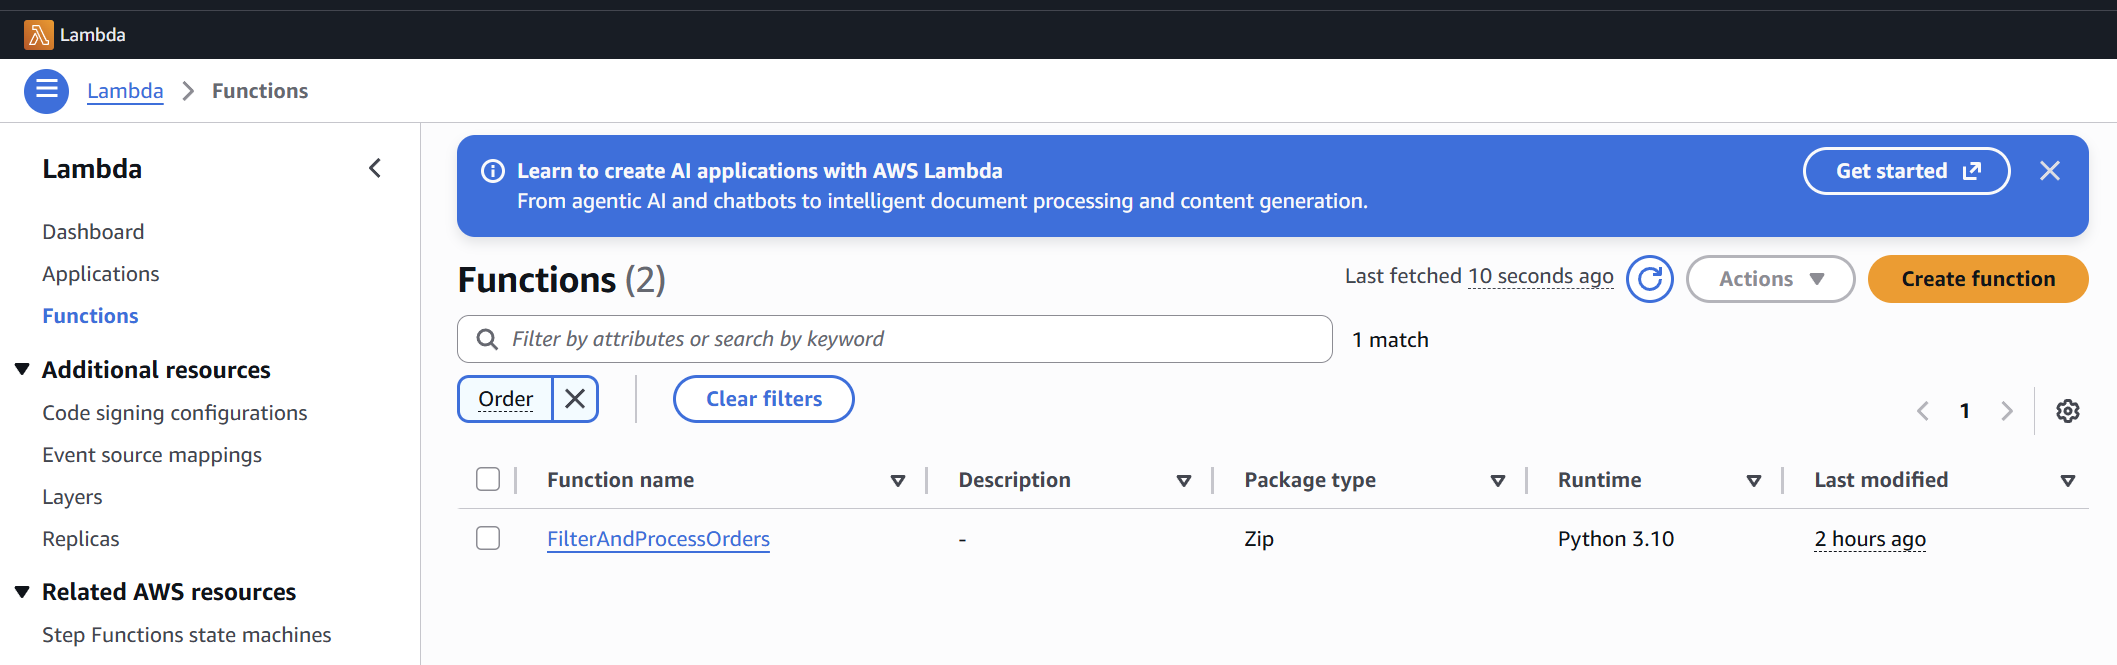 Lambda
Lambda > Functions
Lambda
Dashboard
Applications
Functions
Additional resources
Code signing configurations
Event source mappings
Layers
Replicas
Related AWS resources
Step Functions state machines
Learn to create AI applications with AWS Lambda
From agentic AI and chatbots to intelligent document processing and content generation.
Get started
Functions (2)
Last fetched 10 seconds ago
Actions
Create function
Filter by attributes or search by keyword
1 match
Order
Clear filters
1
Function name Description Package type Runtime Last modified
FilterAndProcessOrders - Zip Python 3.10 2 hours ago